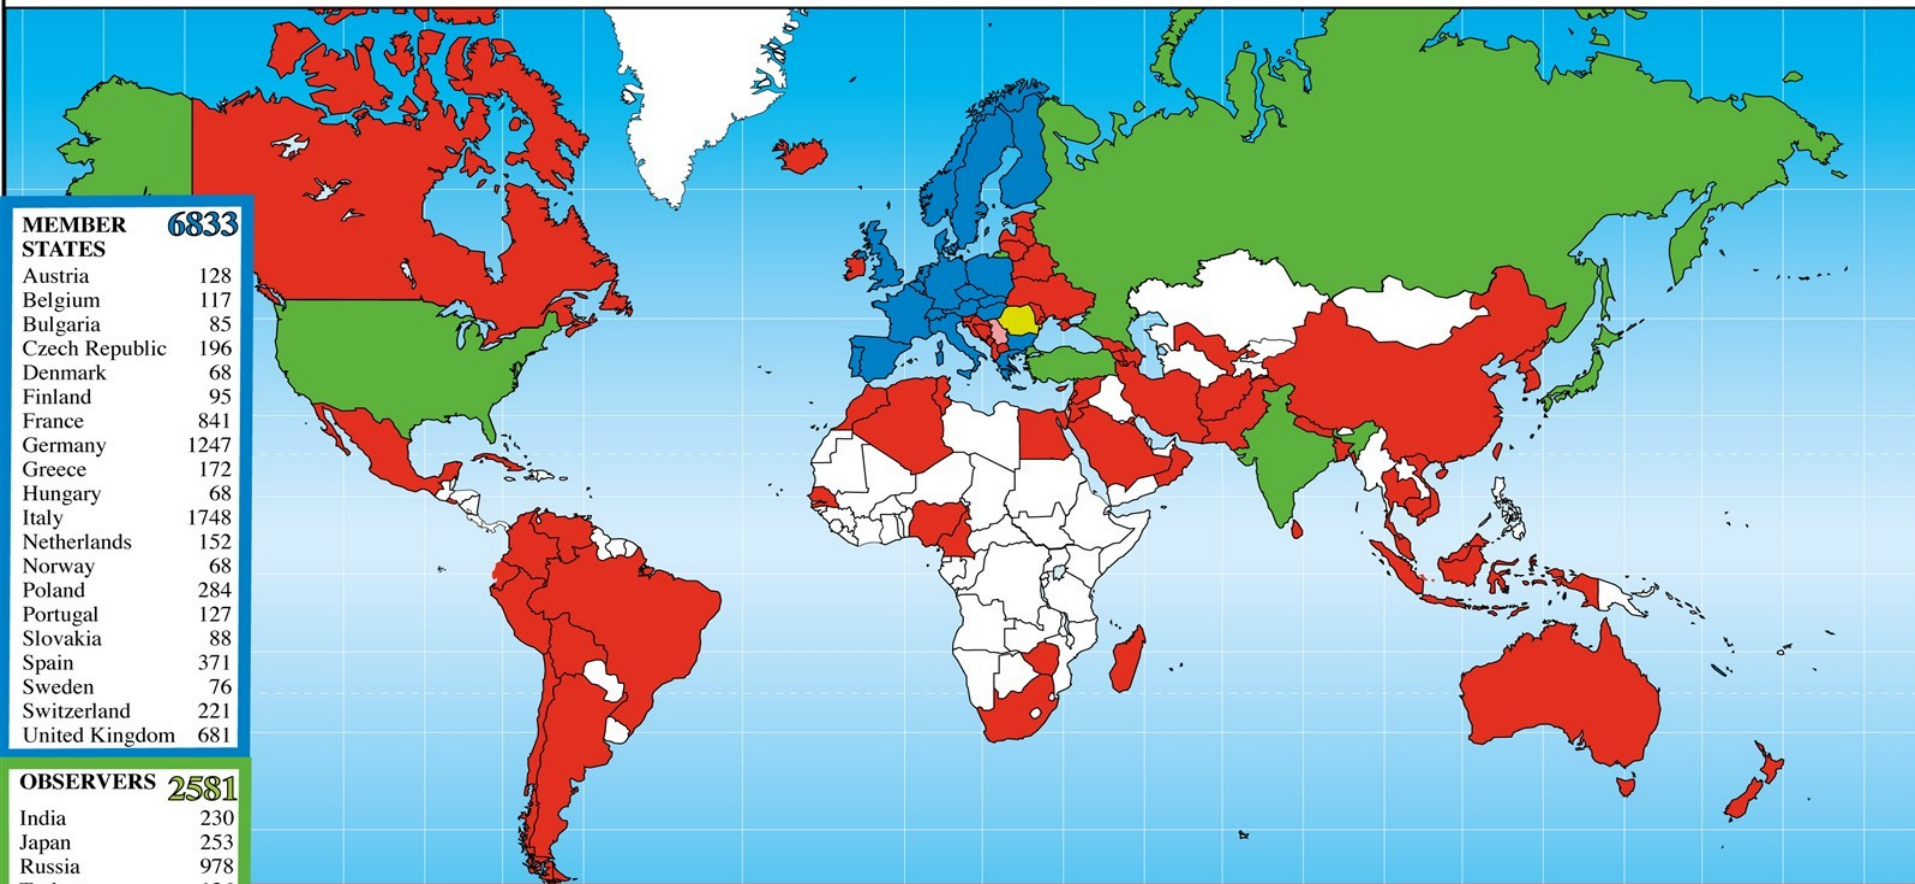 MEMBER 6833
STATES
Austria 128
Belgium 117
Bulgaria 85
Czech Republic 196
Denmark 68
Finland 95
France 841
Germany 1247
Greece 172
Hungary 68
Italy 1748
Netherlands 152
Norway 68
Poland 284
Portugal 127
Slovakia 88
Spain 371
Sweden 76
Switzerland 221
United Kingdom 681
OBSERVERS 2581
India 230
Japan 253
Russia 978